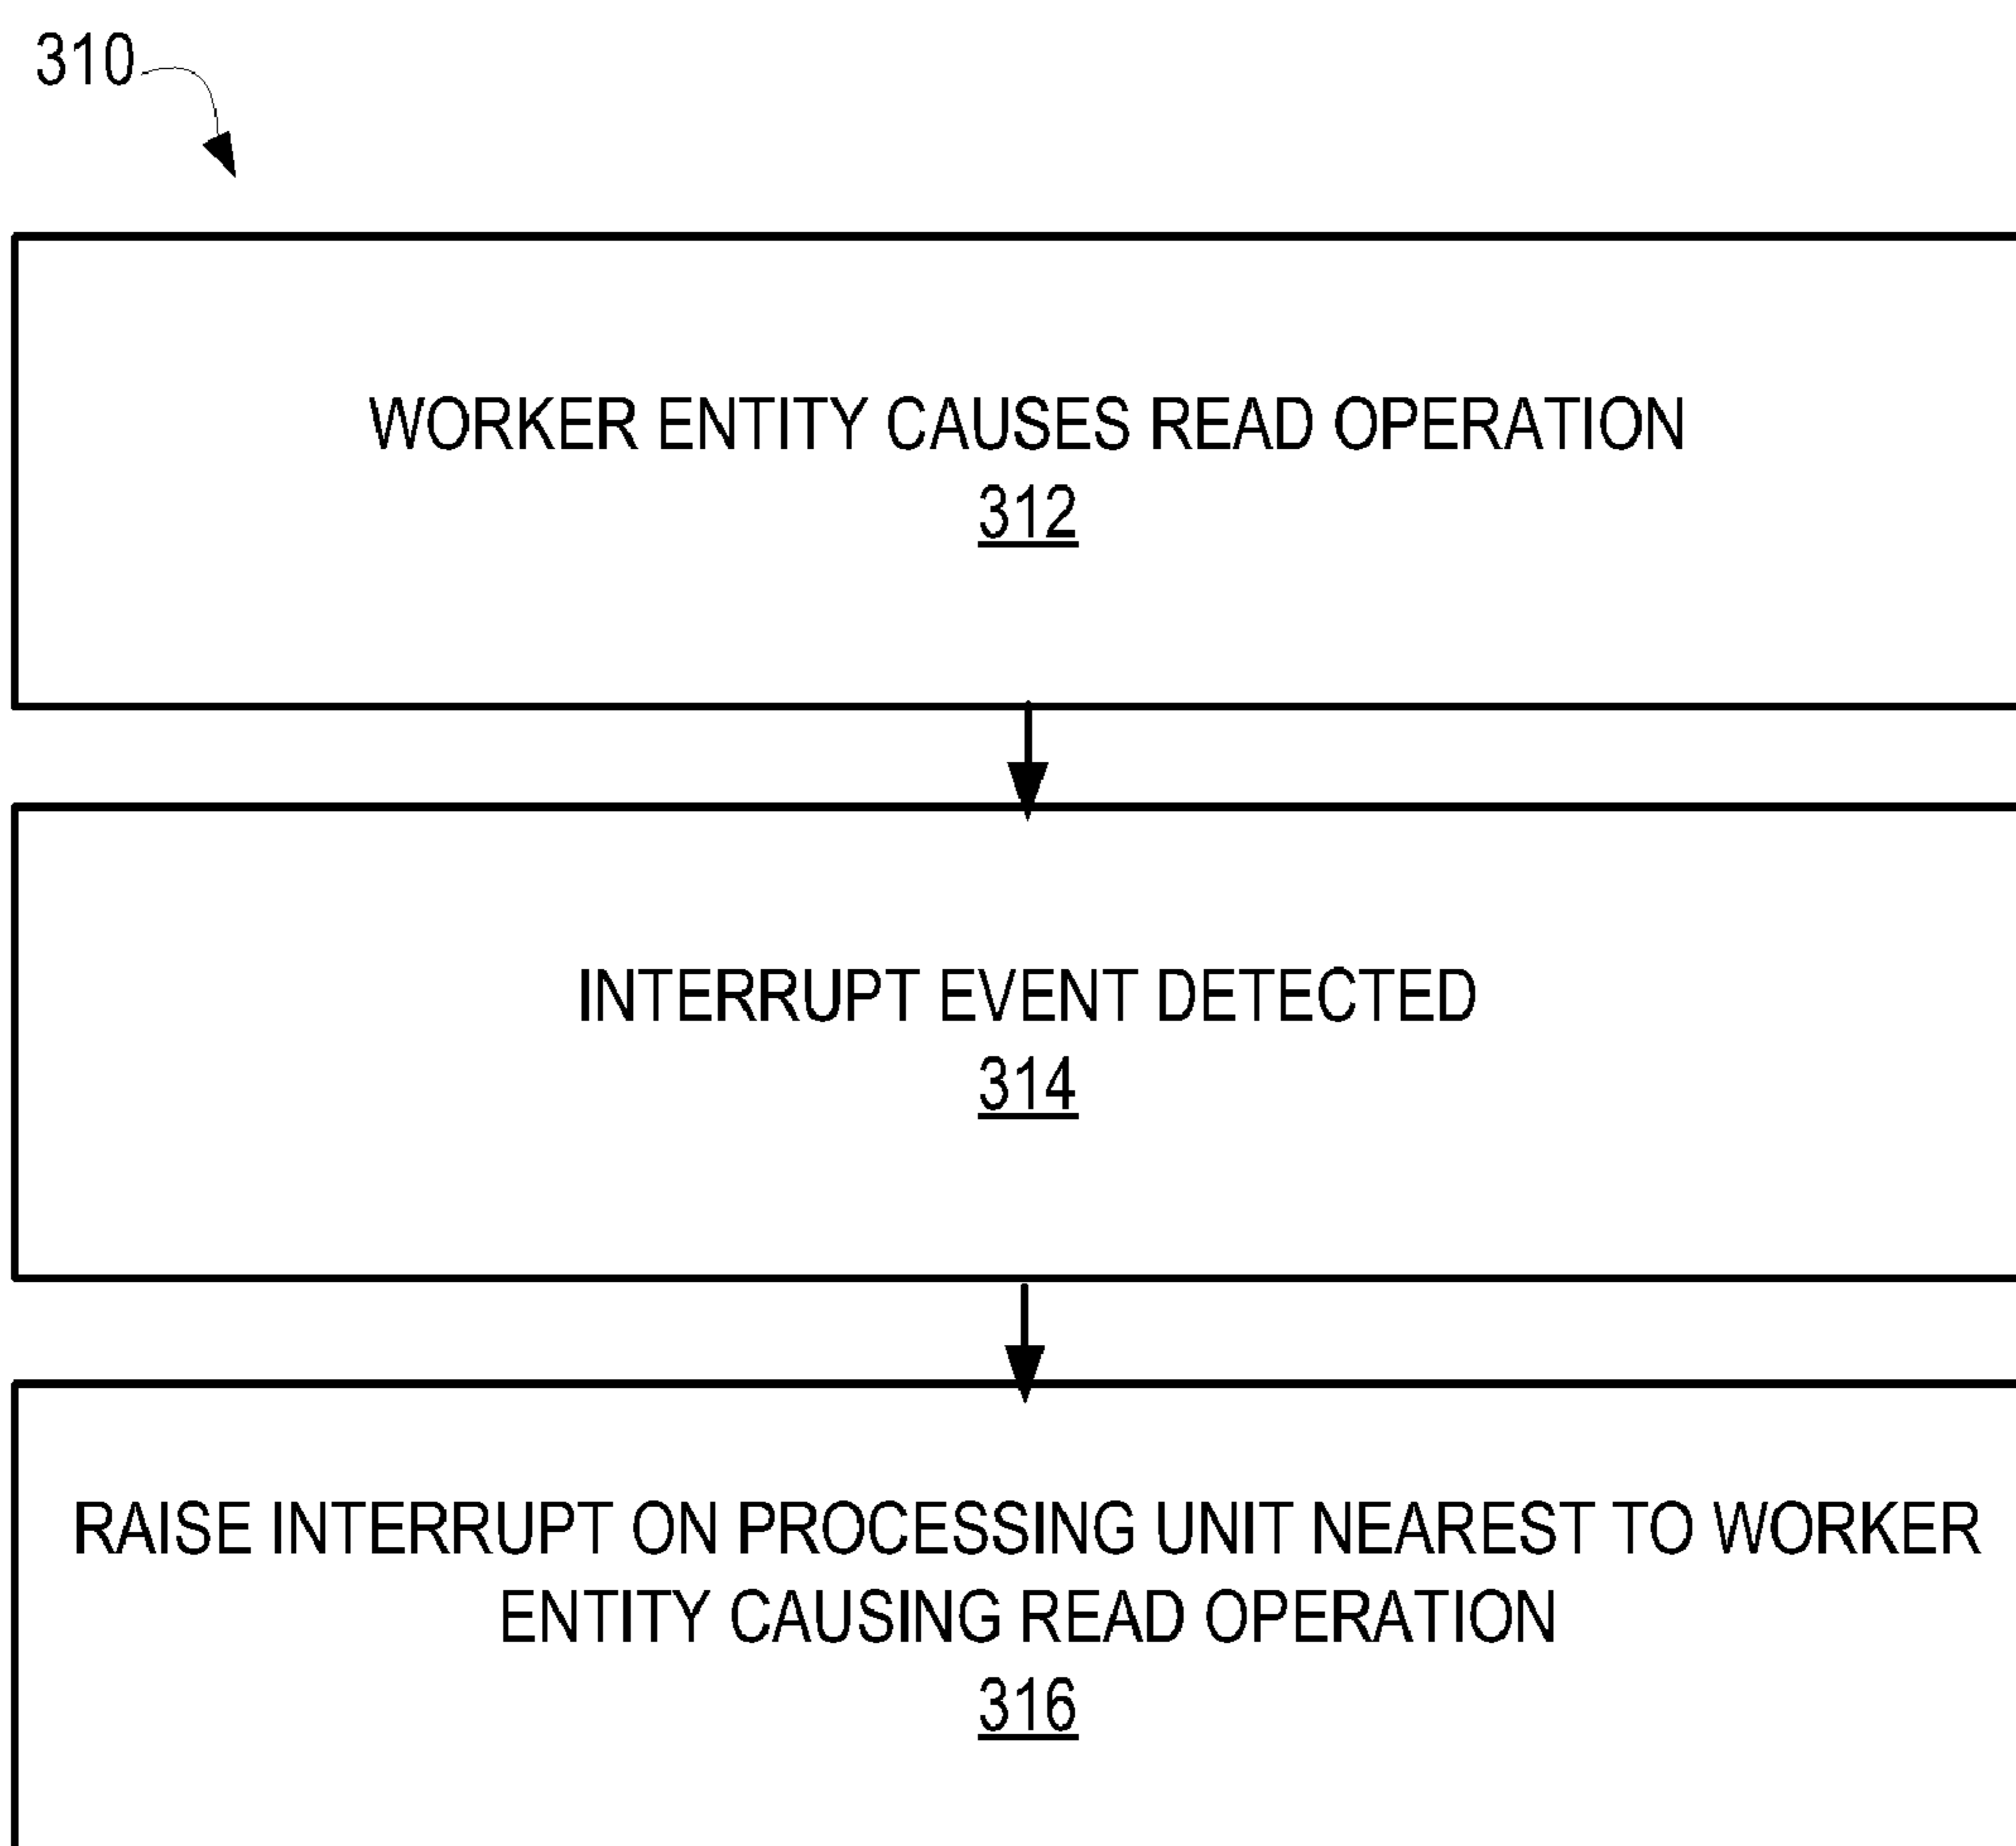 310
WORKER ENTITY CAUSES READ OPERATION
312
INTERRUPT EVENT DETECTED
314
RAISE INTERRUPT ON PROCESSING UNIT NEAREST TO WORKER
ENTITY CAUSING READ OPERATION
316